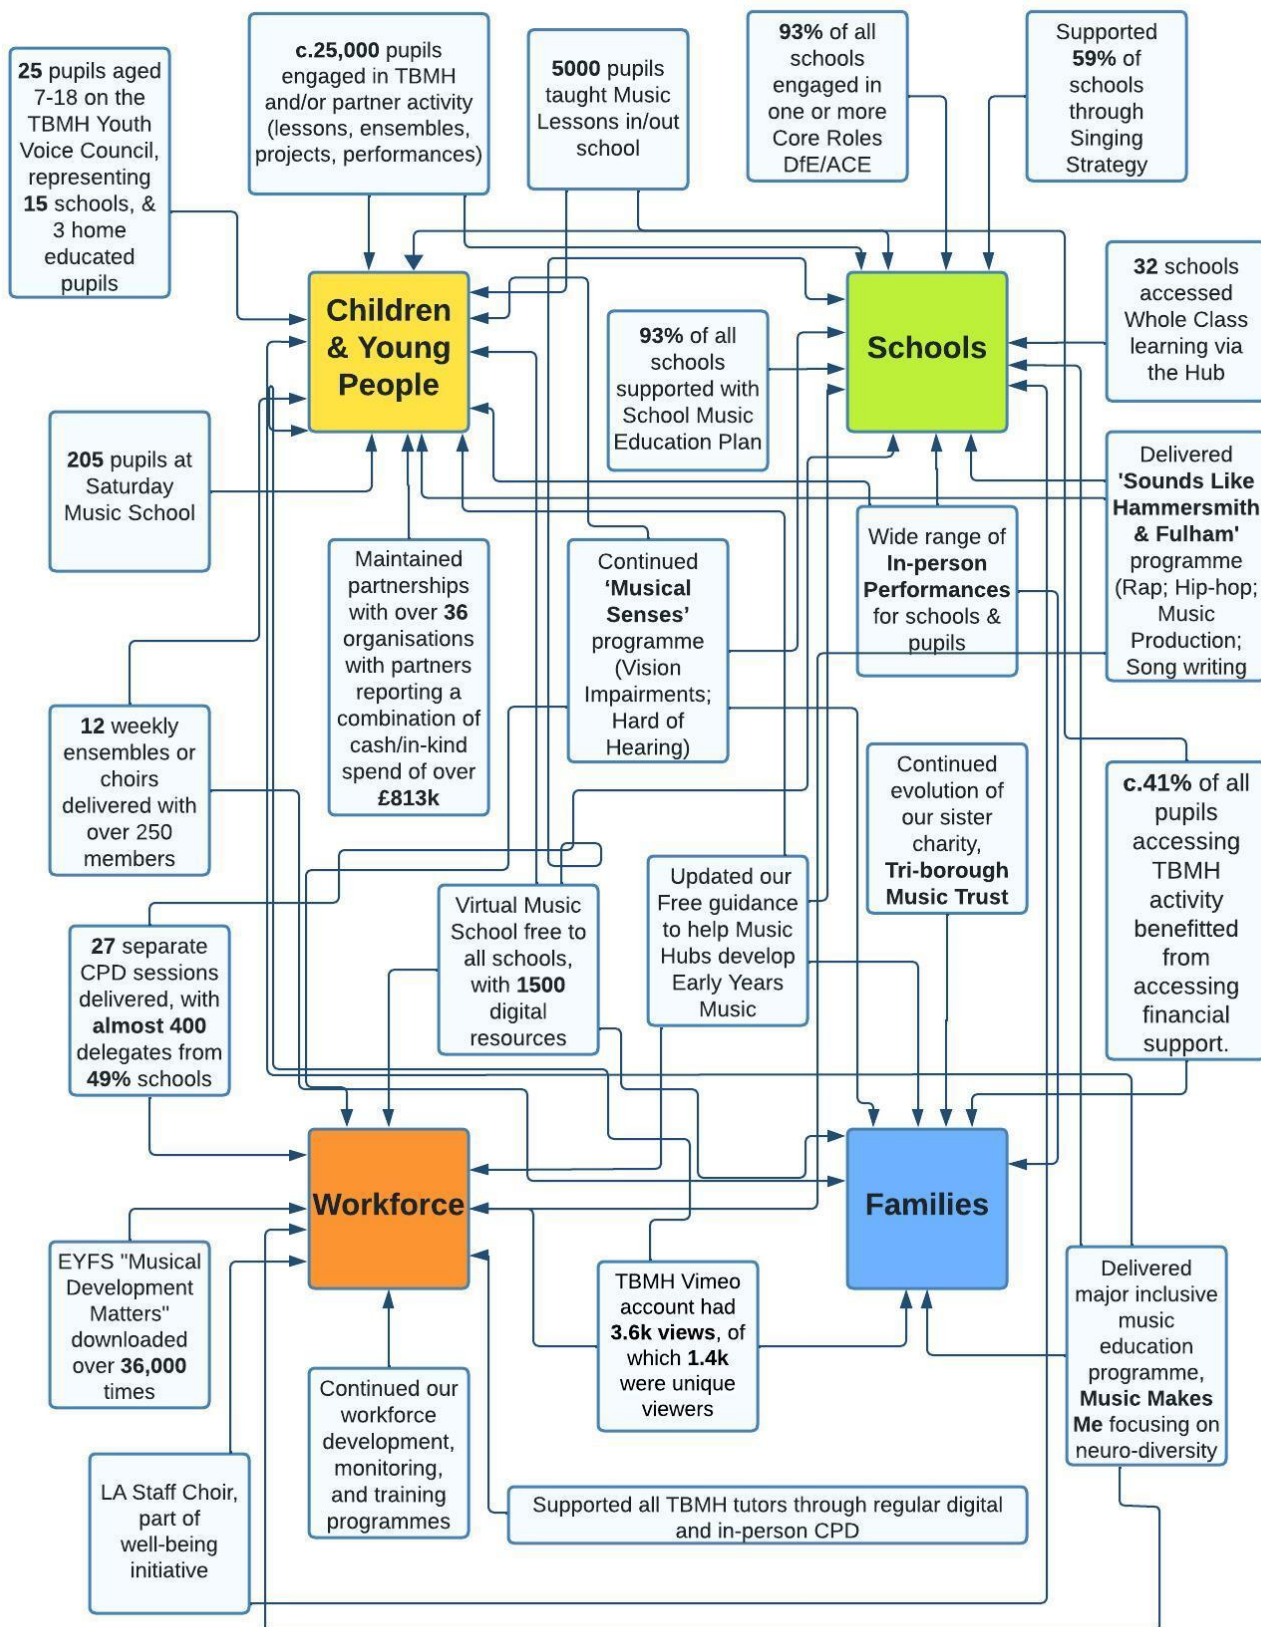 25 pupils aged
7-18 on the
TBMH Youth
Voice Council,
representing
15 schools, &
3 home
educated
pupils
c.25,000 pupils
engaged in TBMH
and/or partner activity
(lessons, ensembles,
projects, performances)
5000 pupils
taught Music
Lessons in/out
school
93% of all
schools
engaged in
one or more
Core Roles
DfE/ACE
Supported
59% of
schools
through
Singing
Strategy
Children
& Young
People
93% of all
schools
supported with
School Music
Education Plan
Schools
32 schools
accessed
Whole Class
learning via
the Hub
205 pupils at
Saturday
Music School
Maintained
partnerships
with over 36
organisations
with partners
reporting a
combination of
cash/in-kind
spend of over
£813k
Continued
‘Musical
Senses’
programme
(Vision
Impairments;
Hard of
Hearing)
Wide range of
In-person
Performances
for schools &
pupils
Delivered
'Sounds Like
Hammersmith
& Fulham'
programme
(Rap; Hip-hop;
Music
Production;
Song writing
12 weekly
ensembles or
choirs
delivered with
over 250
members
Continued
evolution of
our sister
charity,
Tri-borough
Music Trust
c.41% of all
pupils
accessing
TBMH
activity
benefitted
from
accessing
financial
support.
27 separate
CPD sessions
delivered, with
almost 400
delegates from
49% schools
Virtual Music
School free to
all schools,
with 1500
digital
resources
Updated our
Free guidance
to help Music
Hubs develop
Early Years
Music
Workforce
Families
EYFS "Musical
Development
Matters"
downloaded
over 36,000
times
TBMH Vimeo
account had
3.6k views, of
which 1.4k
were unique
viewers
Delivered
major inclusive
music
education
programme,
Music Makes
Me focusing on
neuro-diversity
Continued our
workforce
development,
monitoring,
and training
programmes
LA Staff Choir,
part of
well-being
initiative
Supported all TBMH tutors through regular digital
and in-person CPD